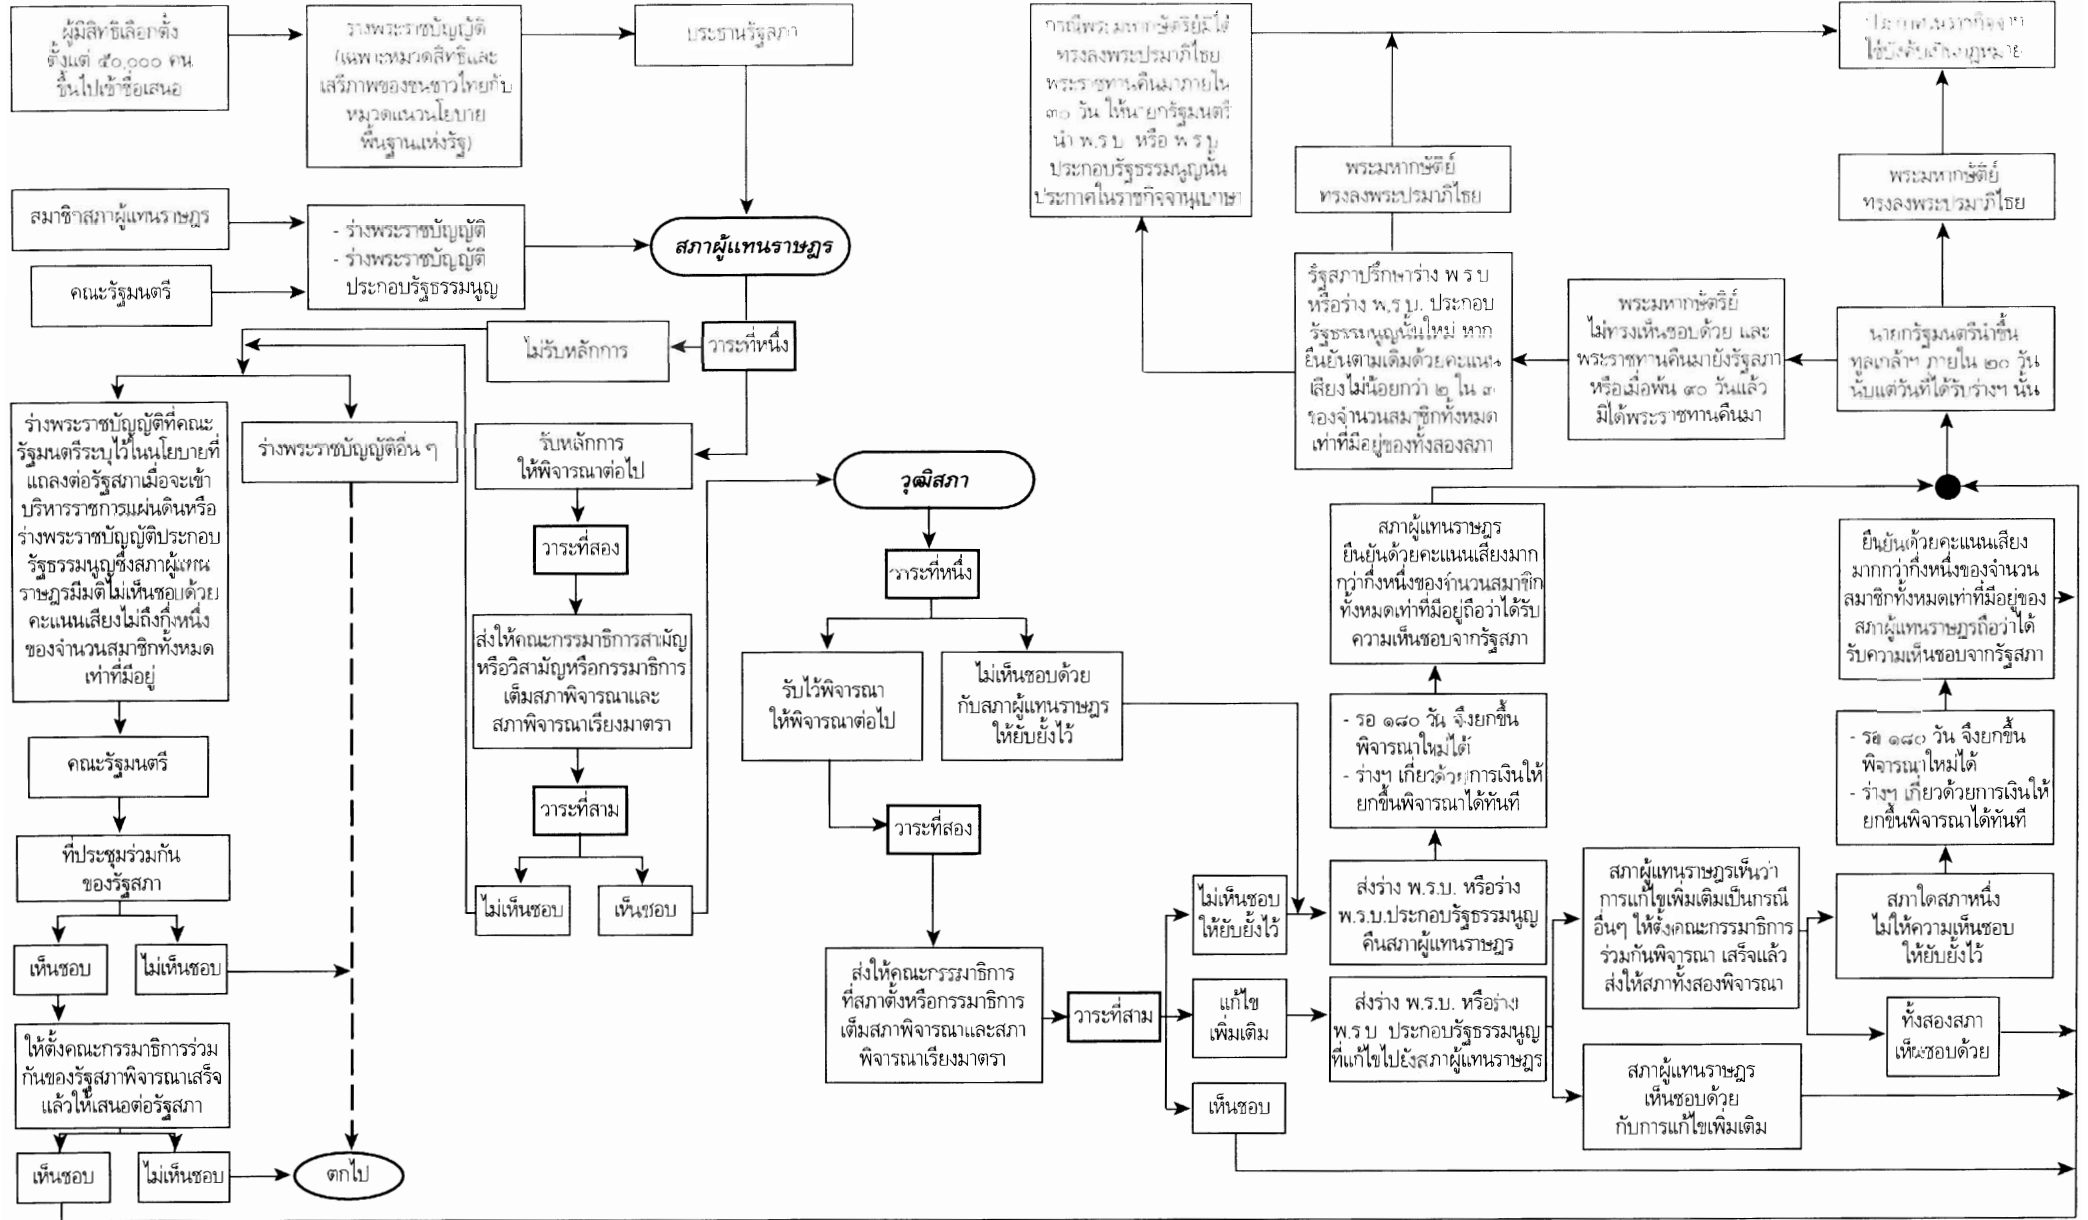 ผู้มีสิทธิเลือกตั้ง
ตั้งแต่ ๕๐,๐๐๐ คน
ขึ้นไปเข้าชื่อเสนอ
ร่างพระราชบัญญัติ
(เฉพาะหมวดสิทธิและ
เสรีภาพของชนชาวไทยกับ
หมวดแนวนโยบาย
พื้นฐานแห่งรัฐ)
ประธานรัฐสภา
สมาชิกสภาผู้แทนราษฎร
คณะรัฐมนตรี
- ร่างพระราชบัญญัติ
- ร่างพระราชบัญญัติ
ประกอบรัฐธรรมนูญ
สภาผู้แทนราษฎร
วาระที่หนึ่ง
ไม่รับหลักการ
ร่างพระราชบัญญัติที่คณะ
รัฐมนตรีระบุไว้ในนโยบายที่
แถลงต่อรัฐสภาเมื่อจะเข้า
บริหารราชการแผ่นดินหรือ
ร่างพระราชบัญญัติประกอบ
รัฐธรรมนูญซึ่งสภาผู้แทน
ราษฎรมีมติไม่เห็นชอบด้วย
คะแนนเสียงไม่ถึงกึ่งหนึ่ง
ของจำนวนสมาชิกทั้งหมด
เท่าที่มีอยู่
ร่างพระราชบัญญัติอื่น ๆ
คณะรัฐมนตรี
ที่ประชุมร่วมกัน
ของรัฐสภา
เห็นชอบ
ไม่เห็นชอบ
ให้ตั้งคณะกรรมาธิการร่วม
กันของรัฐสภาพิจารณาเสร็จ
แล้วให้เสนอต่อรัฐสภา
เห็นชอบ
ไม่เห็นชอบ
ตกไป
รับหลักการ
ให้พิจารณาต่อไป
วาระที่สอง
ส่งให้คณะกรรมาธิการสามัญ
หรือวิสามัญหรือกรรมาธิการ
เต็มสภาพิจารณาและ
สภาพิจารณาเรียงมาตรา
วาระที่สาม
ไม่เห็นชอบ
เห็นชอบ
วุฒิสภา
วาระที่หนึ่ง
รับไว้พิจารณา
ให้พิจารณาต่อไป
ไม่เห็นชอบด้วย
กับสภาผู้แทนราษฎร
ให้ยับยั้งไว้
วาระที่สอง
ส่งให้คณะกรรมาธิการ
ที่สภาตั้งหรือกรรมาธิการ
เต็มสภาพิจารณาและสภา
พิจารณาเรียงมาตรา
วาระที่สาม
ไม่เห็นชอบ
ให้ยับยั้งไว้
แก้ไข
เพิ่มเติม
เห็นชอบ
ส่งร่าง พ.ร.บ. หรือร่าง
พ.ร.บ.ประกอบรัฐธรรมนูญ
คืนสภาผู้แทนราษฎร
ส่งร่าง พ.ร.บ. หรือร่าง
พ.ร.บ ประกอบรัฐธรรมนูญ
ที่แก้ไขไปยังสภาผู้แทนราษฎร
- รอ ๑๘๐ วัน จึงยกขึ้น
พิจารณาใหม่ได้
- ร่างฯ เกี่ยวด้วยการเงินให้
ยกขึ้นพิจารณาได้ทันที
สภาผู้แทนราษฎร
ยืนยันด้วยคะแนนเสียงมาก
กว่ากึ่งหนึ่งของจำนวนสมาชิก
ทั้งหมดเท่าที่มีอยู่ถือว่าได้รับ
ความเห็นชอบจากรัฐสภา
สภาผู้แทนราษฎรเห็นว่า
การแก้ไขเพิ่มเติมเป็นกรณี
อื่นๆ ให้ตั้งคณะกรรมาธิการ
ร่วมกันพิจารณา เสร็จแล้ว
ส่งให้สภาทั้งสองพิจารณา
สภาผู้แทนราษฎร
เห็นชอบด้วย
กับการแก้ไขเพิ่มเติม
สภาใดสภาหนึ่ง
ไม่ให้ความเห็นชอบ
ให้ยับยั้งไว้
ทั้งสองสภา
เห็นชอบด้วย
- รอ ๑๘๐ วัน จึงยกขึ้น
พิจารณาใหม่ได้
- ร่างฯ เกี่ยวด้วยการเงินให้
ยกขึ้นพิจารณาได้ทันที
ยืนยันด้วยคะแนนเสียง
มากกว่ากึ่งหนึ่งของจำนวน
สมาชิกทั้งหมดเท่าที่มีอยู่ของ
สภาผู้แทนราษฎรถือว่าได้
รับความเห็นชอบจากรัฐสภา
นายกรัฐมนตรีนำขึ้น
ทูลเกล้าฯ ภายใน ๒๐ วัน
นับแต่วันที่ได้รับร่างฯ นั้น
พระมหากษัตริย์
ไม่ทรงเห็นชอบด้วย และ
พระราชทานคืนมายังรัฐสภา
หรือเมื่อพ้น ๙๐ วันแล้ว
มิได้พระราชทานคืนมา
รัฐสภาปรึกษาร่าง พ ร บ
หรือร่าง พ.ร บ. ประกอบ
รัฐธรรมนูญนั้นใหม่ หาก
ยืนยันตามเดิมด้วยคะแนน
เสียงไม่น้อยกว่า ๒ ใน ๓
ของจำนวนสมาชิกทั้งหมด
เท่าที่มีอยู่ของทั้งสองสภา
พระมหากษัตีย์
ทรงลงพระปรมาภิไธย
กรณีพระมหากษัตริย์มิได้
ทรงลงพระปรมาภิไธย
พระราชทานคืนมาภายใน
๓๐ วัน ให้นายกรัฐมนตรี
นำ พ.ร บ หรือ พ ร บ
ประกอบรัฐธรรมนูญนั้น
ประกาศในราชกิจจานุเบกษา
พระมหากษัตีย์
ทรงลงพระปรมาภิไธย
ประกาศในราชกิจจาฯ
ใช้บังคับเป็นกฎหมาย